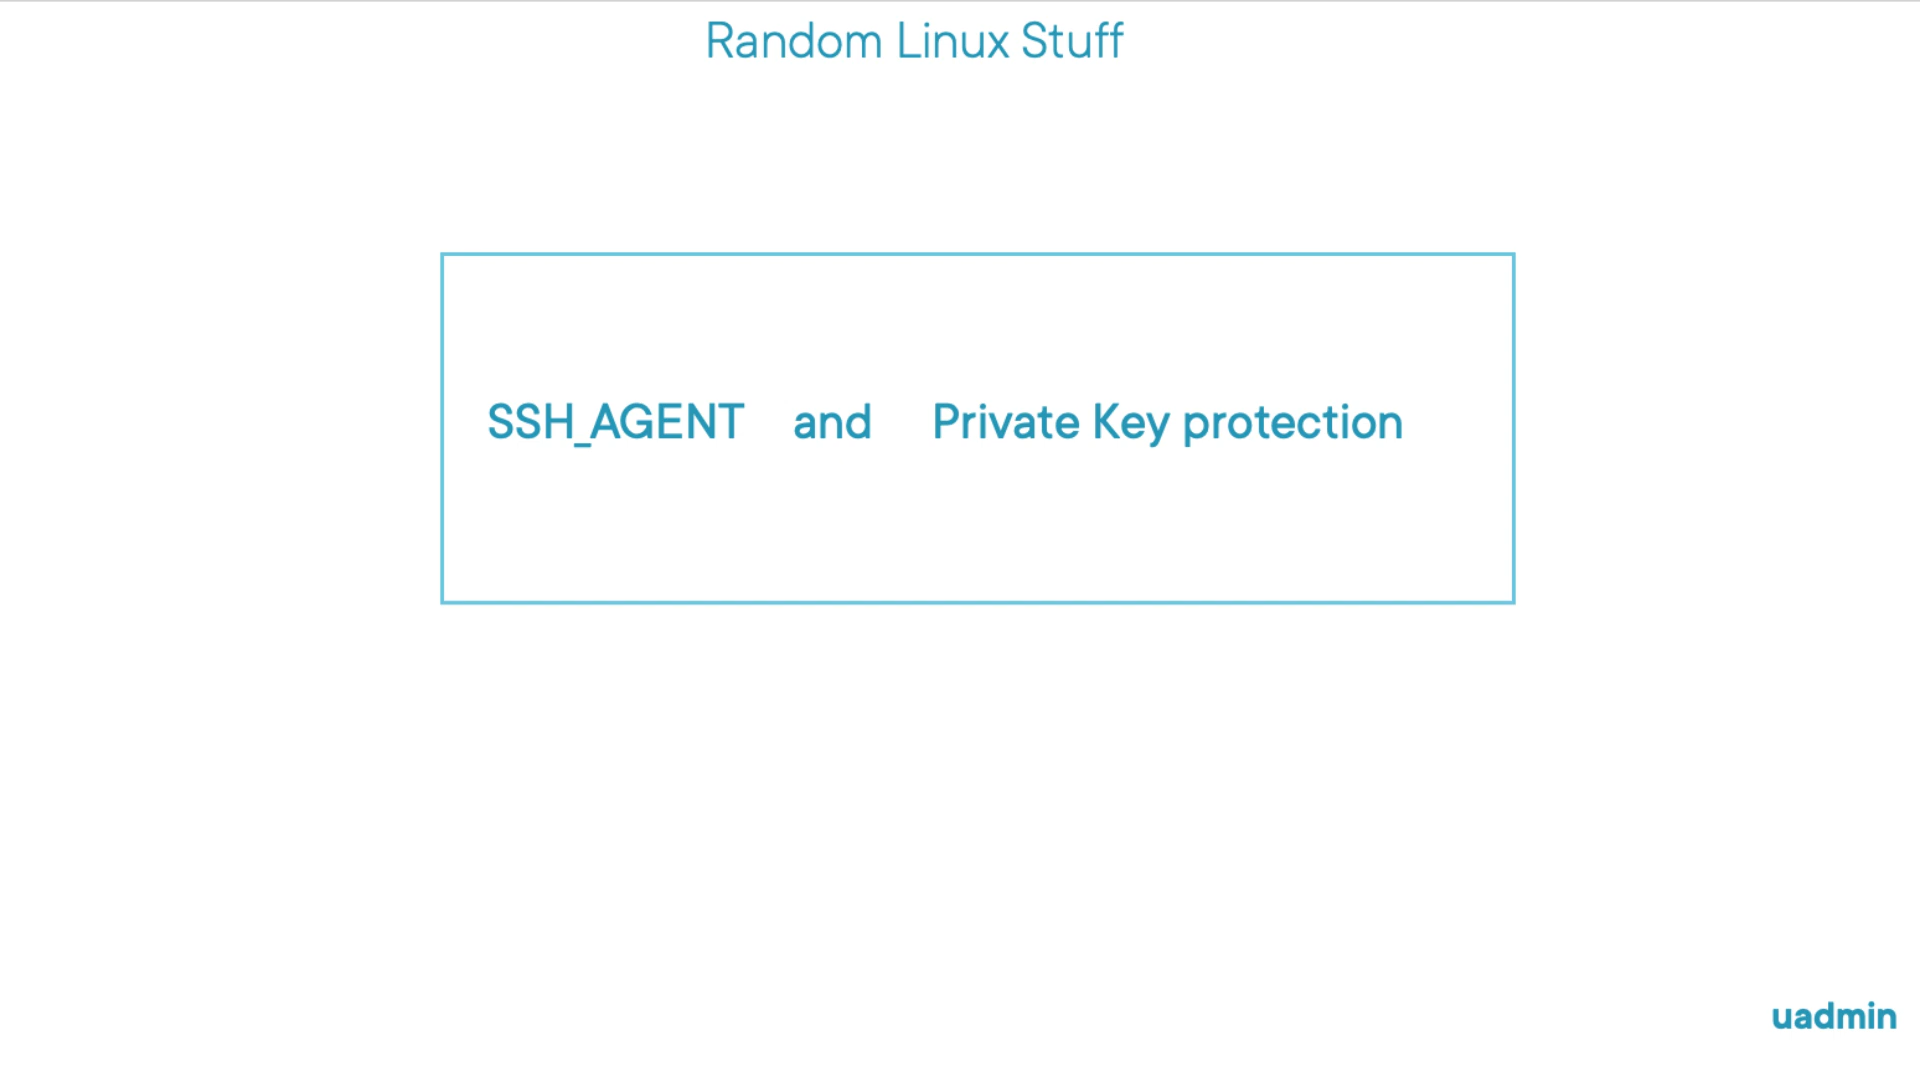 Random Linux Stuff
SSH_AGENT and Private Key protection
uadmin